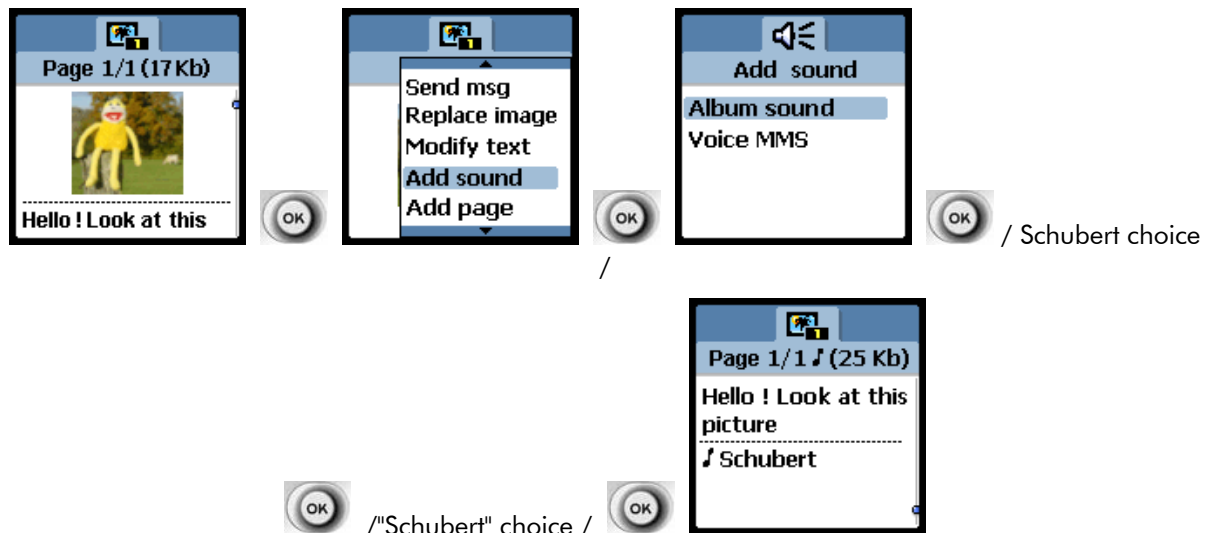 Page 1/1 (17 Kb)
Hello ! Look at this
OK
Send msg
Replace image
Modify text
Add sound
Add page
OK
Add sound
Album sound
Voice MMS
OK
/ Schubert choice
/
OK
/"Schubert" choice /
OK
Page 1/1 ♪ (25 Kb)
Hello ! Look at this
picture
♪ Schubert